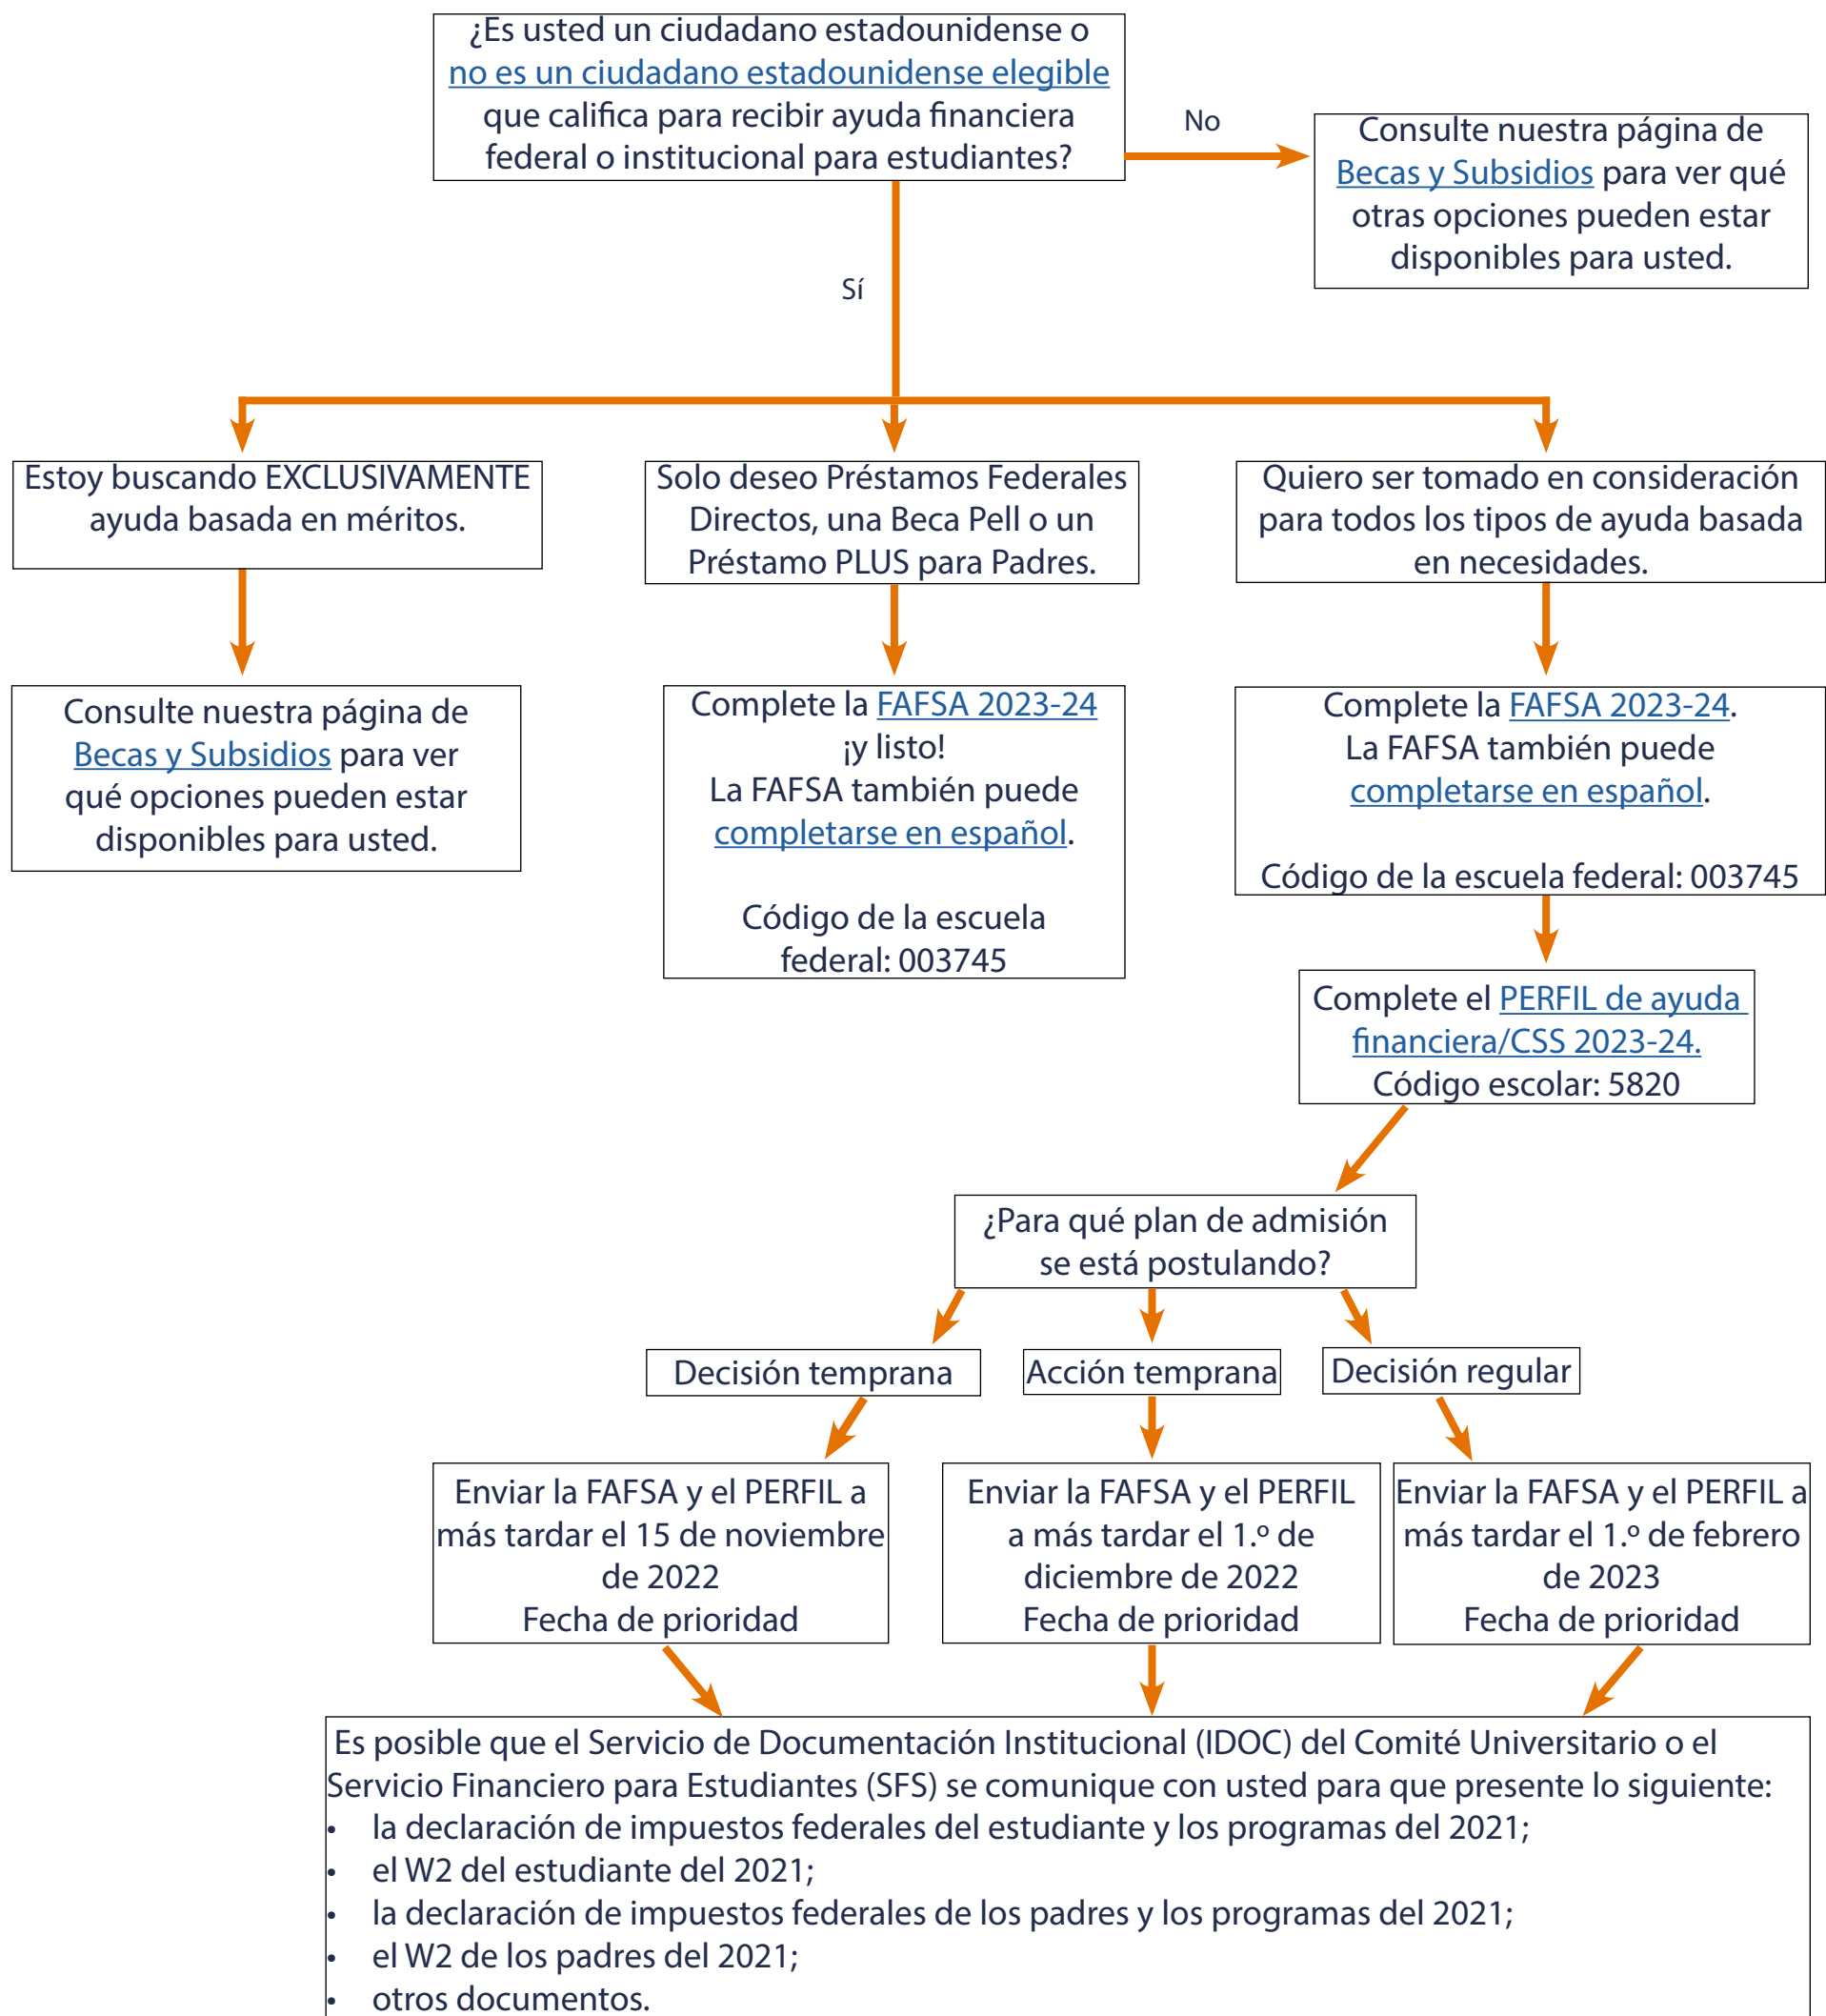 ¿Es usted un ciudadano estadounidense o
no es un ciudadano estadounidense elegible
que califica para recibir ayuda financiera
federal o institucional para estudiantes?
No
Consulte nuestra página de
Becas y Subsidios para ver qué
otras opciones pueden estar
disponibles para usted.
Sí
Estoy buscando EXCLUSIVAMENTE
ayuda basada en méritos.
Solo deseo Préstamos Federales
Directos, una Beca Pell o un
Préstamo PLUS para Padres.
Quiero ser tomado en consideración
para todos los tipos de ayuda basada
en necesidades.
Consulte nuestra página de
Becas y Subsidios para ver
qué opciones pueden estar
disponibles para usted.
Complete la FAFSA 2023-24
¡y listo!
La FAFSA también puede
completarse en español.
Código de la escuela
federal: 003745
Complete la FAFSA 2023-24.
La FAFSA también puede
completarse en español.
Código de la escuela federal: 003745
Complete el PERFIL de ayuda
financiera/CSS 2023-24.
Código escolar: 5820
¿Para qué plan de admisión
se está postulando?
Decisión temprana
Acción temprana
Decisión regular
Enviar la FAFSA y el PERFIL a
más tardar el 15 de noviembre
de 2022
Fecha de prioridad
Enviar la FAFSA y el PERFIL
a más tardar el 1.º de
diciembre de 2022
Fecha de prioridad
Enviar la FAFSA y el PERFIL a
más tardar el 1.º de febrero
de 2023
Fecha de prioridad
Es posible que el Servicio de Documentación Institucional (IDOC) del Comité Universitario o el
Servicio Financiero para Estudiantes (SFS) se comunique con usted para que presente lo siguiente:
• la declaración de impuestos federales del estudiante y los programas del 2021;
• el W2 del estudiante del 2021;
• la declaración de impuestos federales de los padres y los programas del 2021;
• el W2 de los padres del 2021;
• otros documentos.